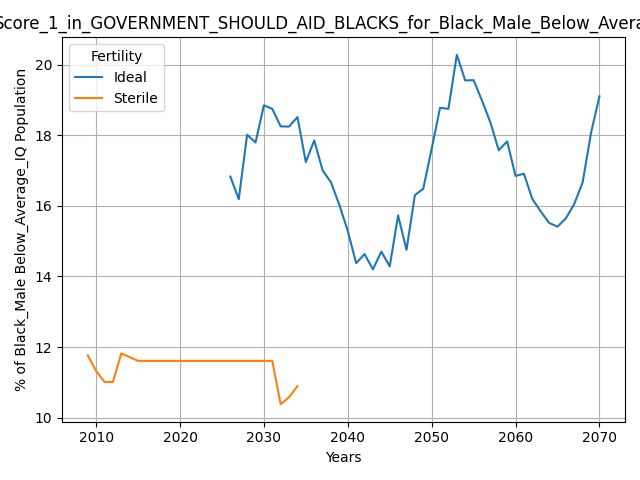 Score_1_in_GOVERNMENT_SHOULD_AID_BLACKS_for_Black_Male_Below_Avera
% of Black_Male Below_Average_IQ Population
20
18
16
14
12
10
Fertility
Ideal
Sterile
2010 2020 2030 2040 2050 2060 2070
Years